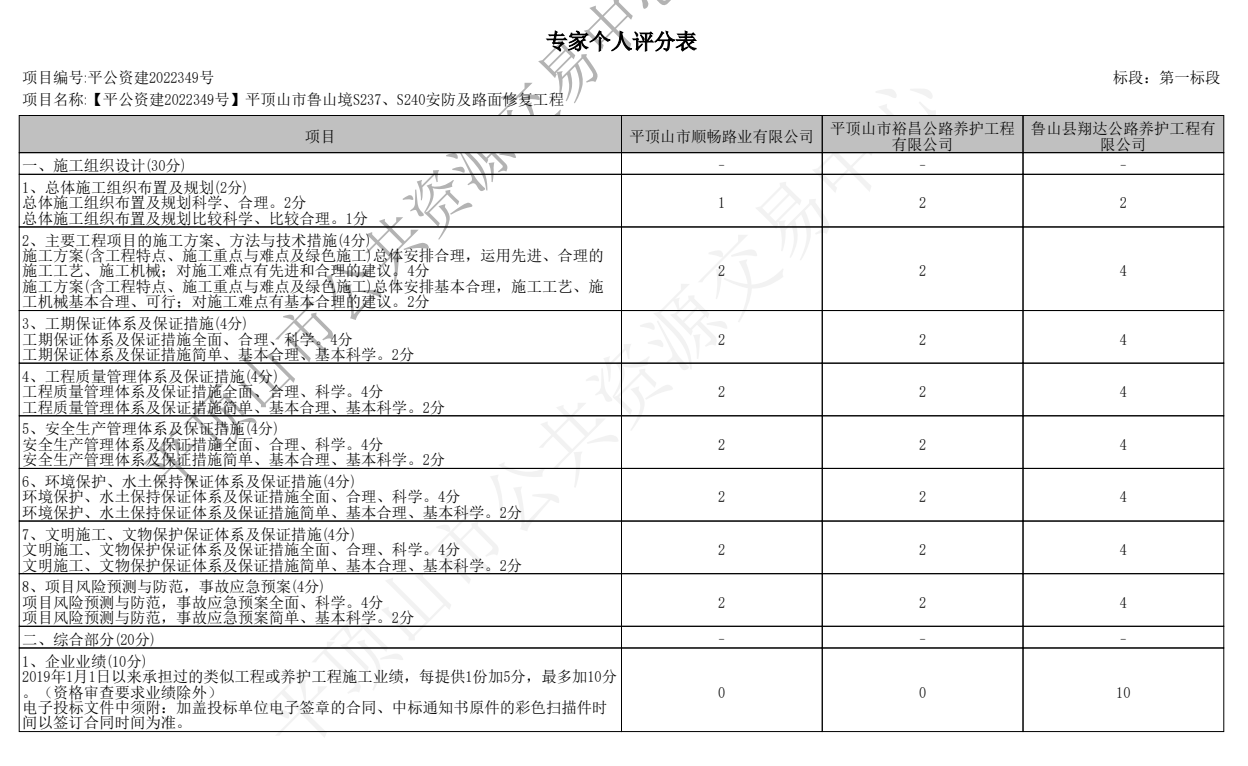 专家个人评分表
项目编号:平公资建2022349号
标段：第一标段
项目名称:【平公资建2022349号】平顶山市鲁山境S237、S240安防及路面修复工程
项目
平顶山市顺畅路业有限公司
平顶山市裕昌公路养护工程
有限公司
鲁山县翔达公路养护工程有
限公司
一、施工组织设计(30分)
-
-
-
1、总体施工组织布置及规划(2分)
总体施工组织布置及规划科学、合理。2分
总体施工组织布置及规划比较科学、比较合理。1分
1
2
2
2、主要工程项目的施工方案、方法与技术措施(4分)
施工方案(含工程特点、施工重点与难点及绿色施工)总体安排合理，运用先进、合理的
施工工艺、施工机械；对施工难点有先进和合理的建议。4分
施工方案(含工程特点、施工重点与难点及绿色施工)总体安排基本合理，施工工艺、施
工机械基本合理、可行；对施工难点有基本合理的建议。2分
2
2
4
3、工期保证体系及保证措施(4分)
工期保证体系及保证措施全面、合理、科学。4分
工期保证体系及保证措施简单、基本合理、基本科学。2分
2
2
4
4、工程质量管理体系及保证措施(4分)
工程质量管理体系及保证措施全面、合理、科学。4分
工程质量管理体系及保证措施简单、基本合理、基本科学。2分
2
2
4
5、安全生产管理体系及保证措施(4分)
安全生产管理体系及保证措施全面、合理、科学。4分
安全生产管理体系及保证措施简单、基本合理、基本科学。2分
2
2
4
6、环境保护、水土保持保证体系及保证措施(4分)
环境保护、水土保持保证体系及保证措施全面、合理、科学。4分
环境保护、水土保持保证体系及保证措施简单、基本合理、基本科学。2分
2
2
4
7、文明施工、文物保护保证体系及保证措施(4分)
文明施工、文物保护保证体系及保证措施全面、合理、科学。4分
文明施工、文物保护保证体系及保证措施简单、基本合理、基本科学。2分
2
2
4
8、项目风险预测与防范，事故应急预案(4分)
项目风险预测与防范，事故应急预案全面、科学。4分
项目风险预测与防范，事故应急预案简单、基本科学。2分
2
2
4
二、综合部分(20分)
-
-
-
1、企业业绩(10分)
2019年1月1日以来承担过的类似工程或养护工程施工业绩，每提供1份加5分，最多加10分
。（资格审查要求业绩除外）
电子投标文件中须附：加盖投标单位电子签章的合同、中标通知书原件的彩色扫描件时
间以签订合同时间为准。
0
0
10
平顶山市公共资源交易中心
平顶山市公共资源交易中心